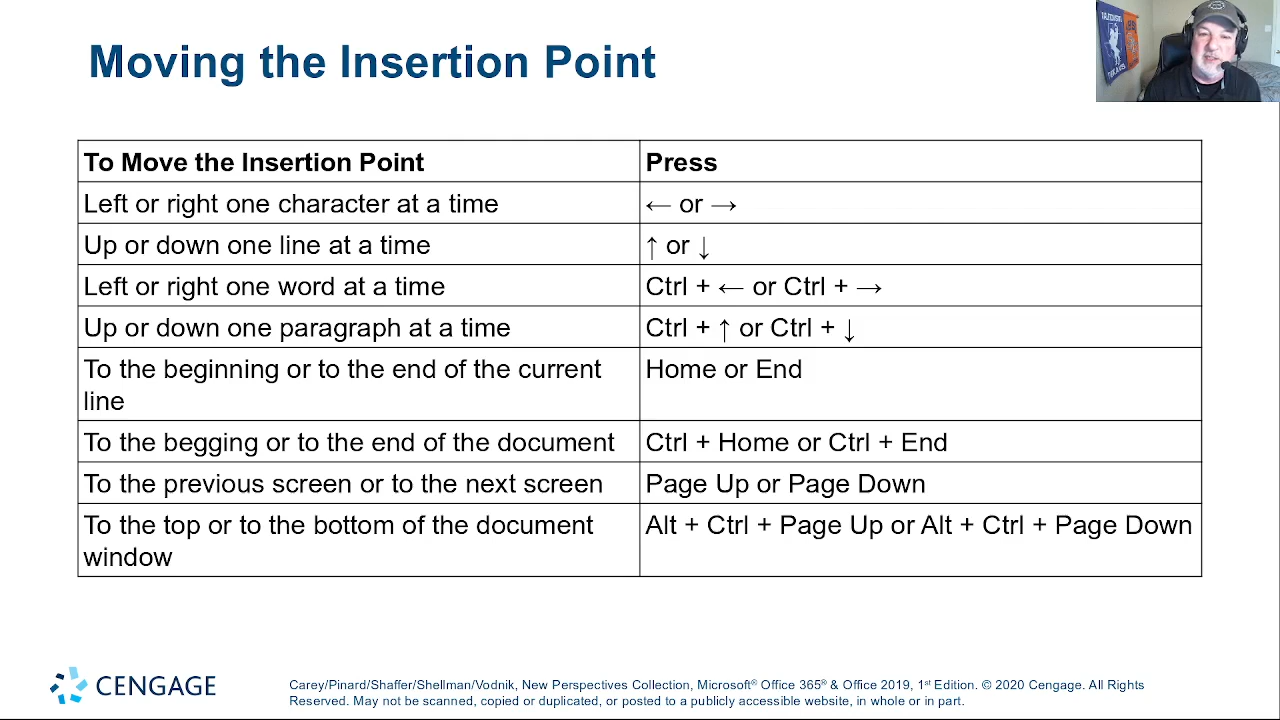 Moving the Insertion Point
To Move the Insertion Point Press
Left or right one character at a time ← or →
Up or down one line at a time ↑ or ↓
Left or right one word at a time Ctrl + ← or Ctrl + →
Up or down one paragraph at a time Ctrl + ↑ or Ctrl + ↓
To the beginning or to the end of the current Home or End
line
To the begging or to the end of the document Ctrl + Home or Ctrl + End
To the previous screen or to the next screen Page Up or Page Down
To the top or to the bottom of the document Alt + Ctrl + Page Up or Alt + Ctrl + Page Down
window
CENGAGE
Carey/Pinard/Shaffer/Shellman/Vodnik, New Perspectives Collection, Microsoft® Office 365® & Office 2019, 1st Edition. © 2020 Cengage. All Rights
Reserved. May not be scanned, copied or duplicated, or posted to a publicly accessible website, in whole or in part.